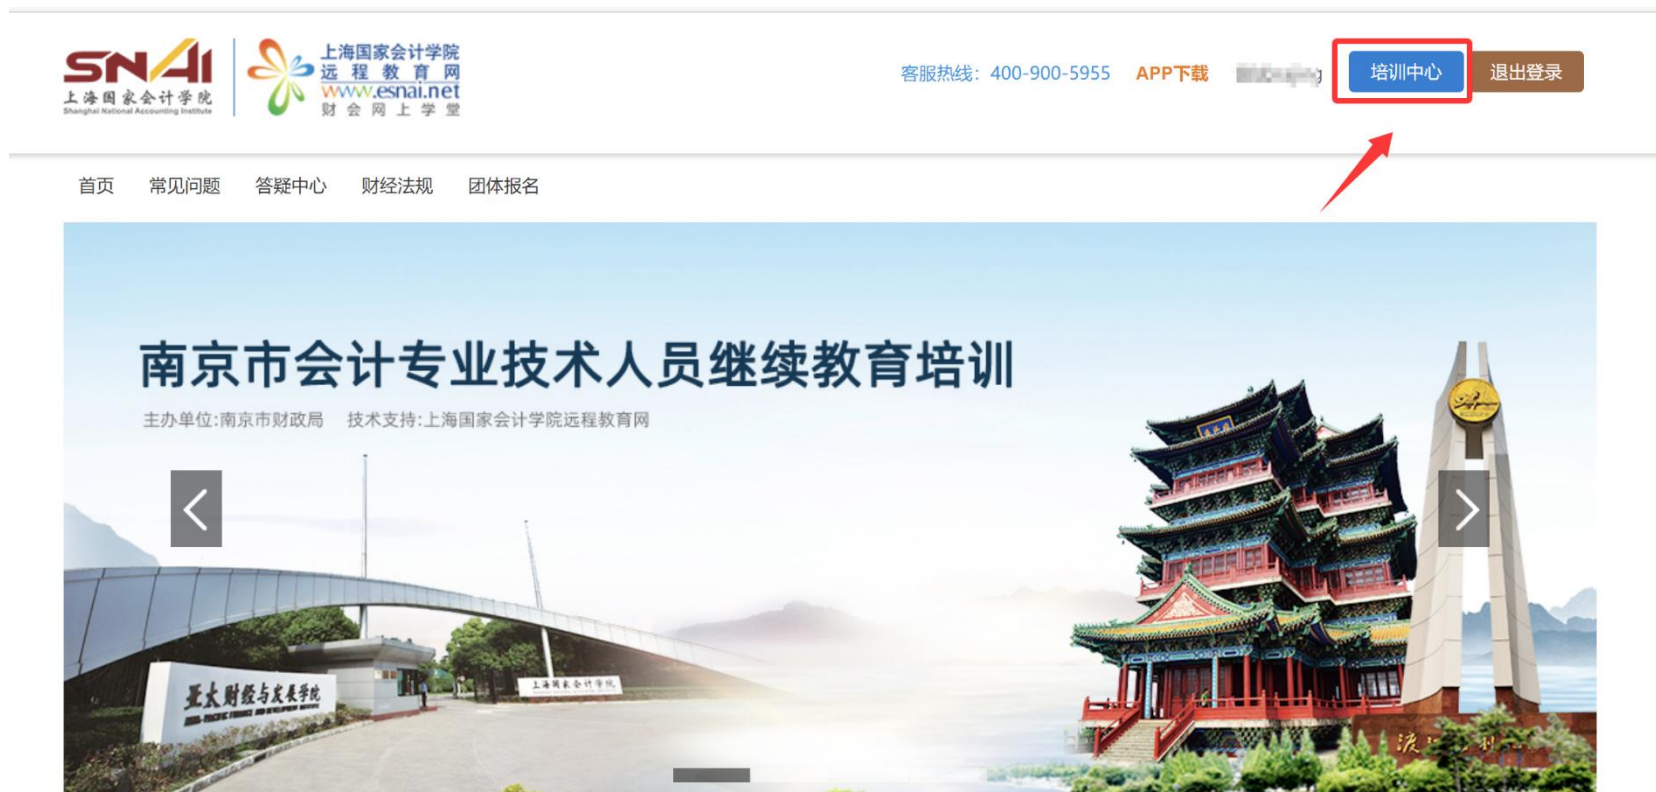 SNAI
上海国家会计学院
Shanghai National Accounting Institute
上海国家会计学院
远程教育网
www.esnai.net
财会网上学堂
客服热线：400-900-5955 APP下载 培训中心 退出登录
首页 常见问题 答疑中心 财经法规 团体报名
南京市会计专业技术人员继续教育培训
主办单位:南京市财政局 技术支持:上海国家会计学院远程教育网
亚太财经与发展学院
ASIA-PACIFIC FINANCE AND DEVELOPMENT INSTITUTE
上海国家会计学院